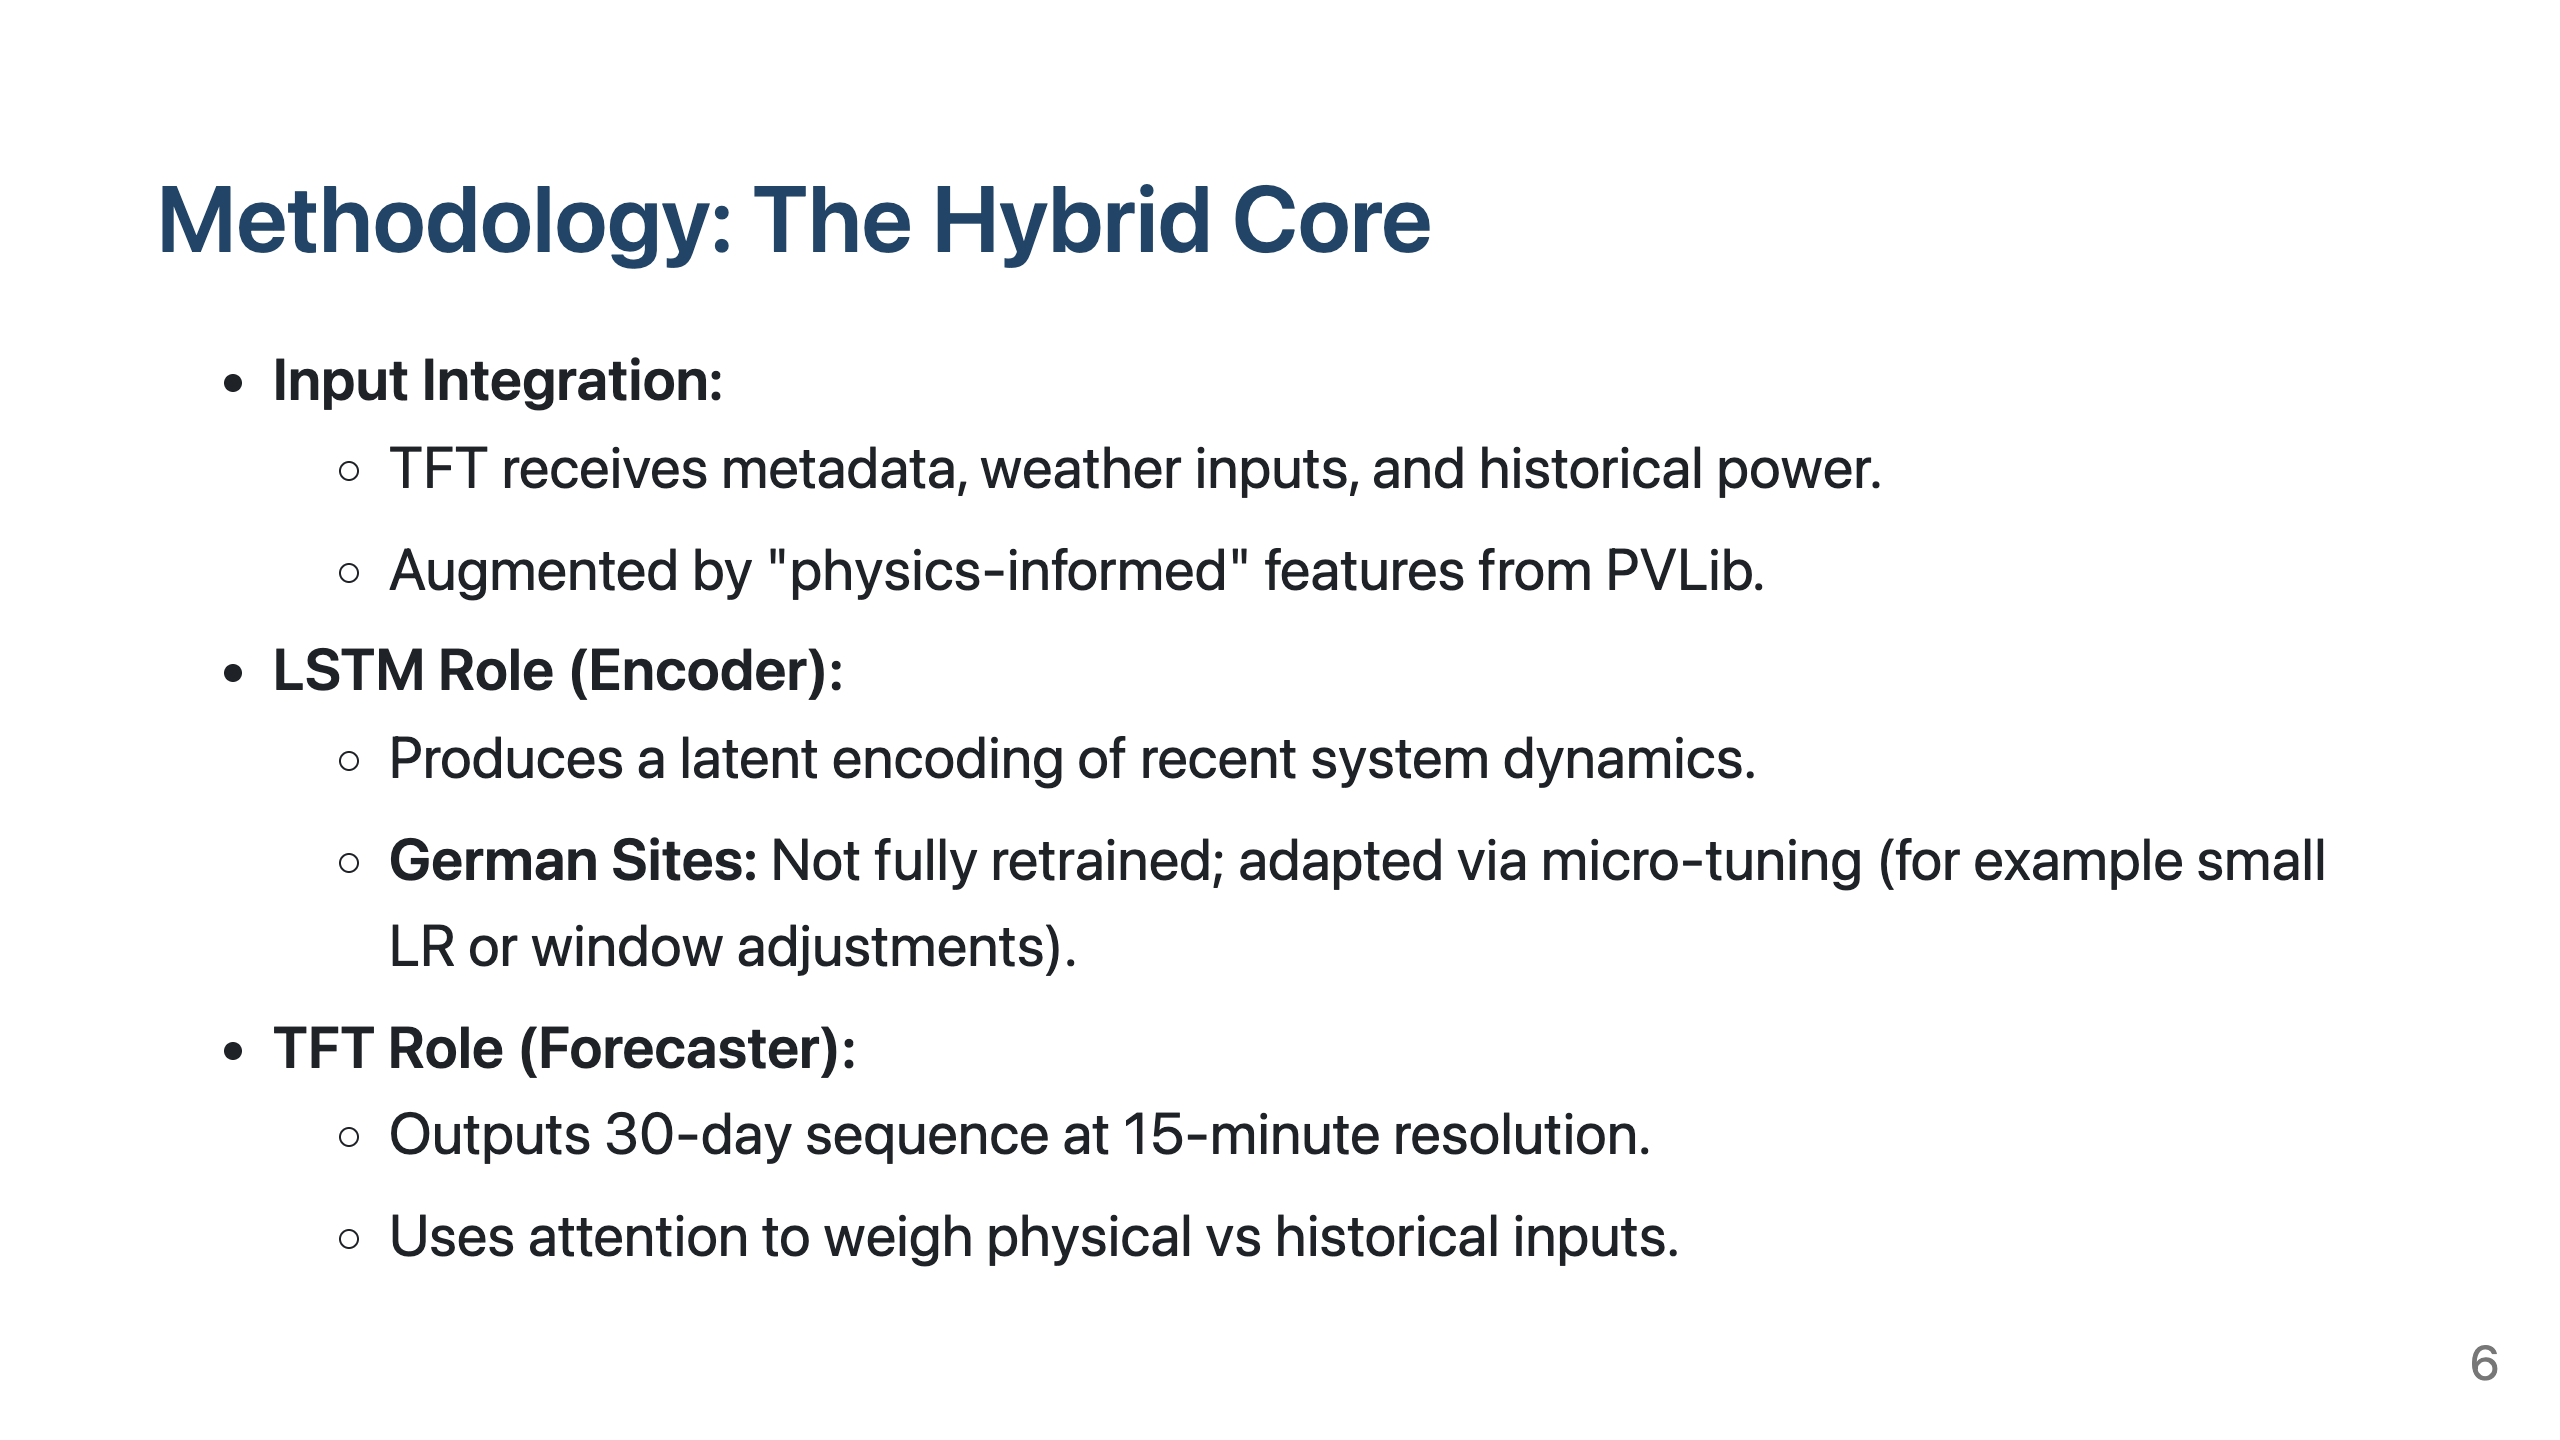 Methodology: The Hybrid Core
• Input Integration:
○ TFT receives metadata, weather inputs, and historical power.
○ Augmented by "physics-informed" features from PVLib.
• LSTM Role (Encoder):
○ Produces a latent encoding of recent system dynamics.
○ German Sites: Not fully retrained; adapted via micro-tuning (for example small
LR or window adjustments).
• TFT Role (Forecaster):
○ Outputs 30-day sequence at 15-minute resolution.
○ Uses attention to weigh physical vs historical inputs.
6